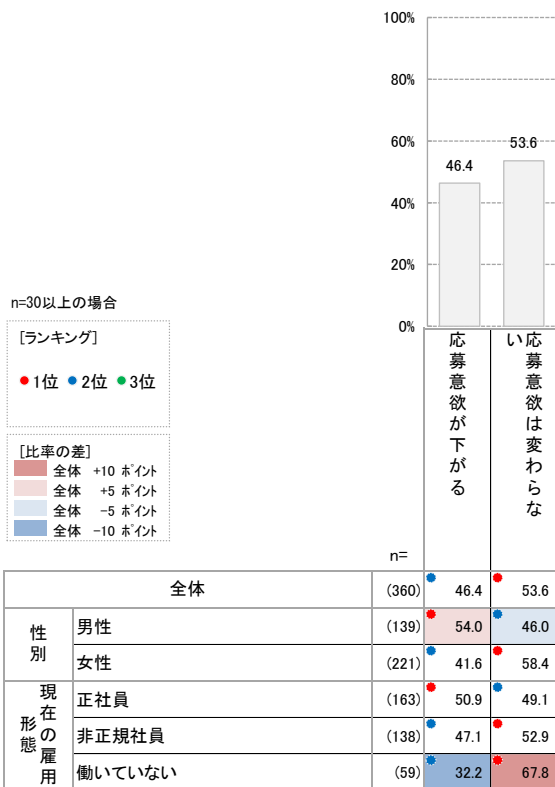 100%
80%
60%
40%
20%
0%
46.4
53.6
n=30以上の場合
[ランキング]
●1位 ●2位 ●3位
[比率の差]
全体 +10 ﾎﾟｲﾝﾄ
全体 +5 ﾎﾟｲﾝﾄ
全体 -5 ﾎﾟｲﾝﾄ
全体 -10 ﾎﾟｲﾝﾄ
応募意欲が下がる
応募意欲は変わらな
い
n=
全体 (360) 46.4 53.6
性別
男性 (139) 54.0 46.0
女性 (221) 41.6 58.4
現在の雇用
形態
正社員 (163) 50.9 49.1
非正規社員 (138) 47.1 52.9
働いていない (59) 32.2 67.8